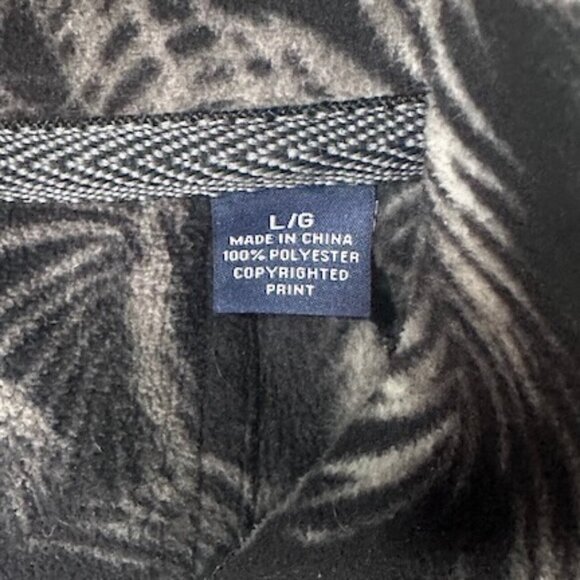 L/G
MADE IN CHINA
100% POLYESTER
COPYRIGHTED
PRINT